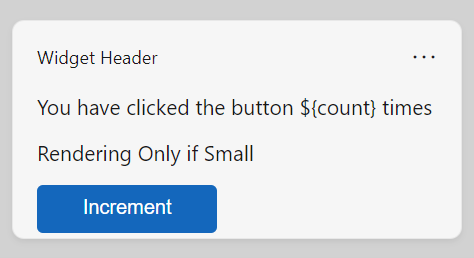 Widget Header ...
You have clicked the button ${count} times
Rendering Only if Small
Increment